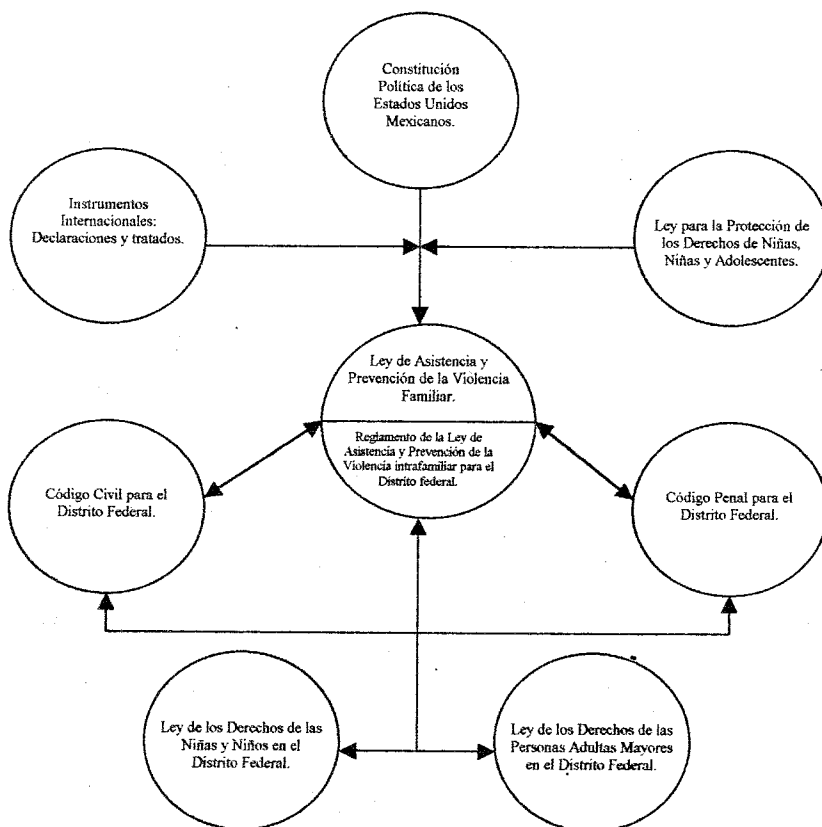 Constitución
Política de los
Estados Unidos
Mexicanos.
Instrumentos
Internacionales:
Declaraciones y tratados.
Ley para la Protección de
los Derechos de Niñas,
Niñas y Adolescentes.
Ley de Asistencia y
Prevención de la Violencia
Familiar.
Reglamento de la Ley de
Asistencia y Prevención de la
Violencia intrafamiliar para el
Distrito federal.
Código Civil para el
Distrito Federal.
Código Penal para el
Distrito Federal.
Ley de los Derechos de las
Niñas y Niños en el
Distrito Federal.
Ley de los Derechos de las
Personas Adultas Mayores
en el Distrito Federal.